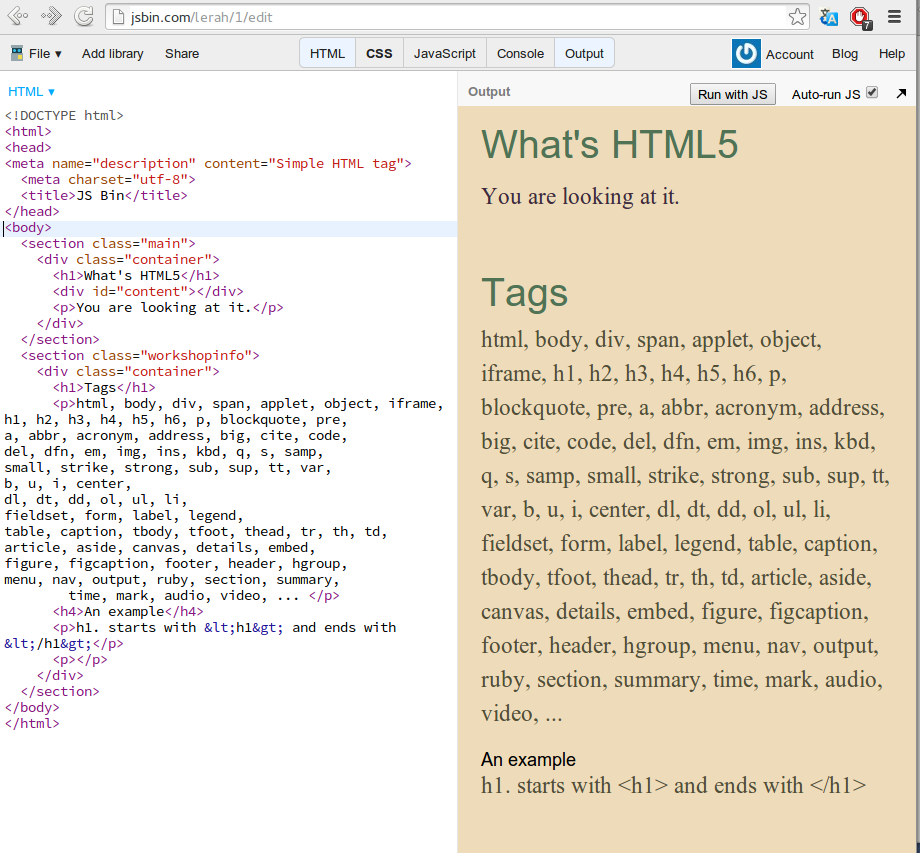 jsbin.com/lerah/1/edit
7
File ▾ Add library Share HTML CSS JavaScript Console Output Account Blog Help
HTML ▾
<!DOCTYPE html>
<html>
<head>
<meta name="description" content="Simple HTML tag">
  <meta charset="utf-8">
  <title>JS Bin</title>
</head>
<body>
  <section class="main">
    <div class="container">
      <h1>What's HTML5</h1>
      <div id="content"></div>
      <p>You are looking at it.</p>
    </div>
  </section>
  <section class="workshopinfo">
    <div class="container">
      <h1>Tags</h1>
      <p>html, body, div, span, applet, object, iframe,
h1, h2, h3, h4, h5, h6, p, blockquote, pre,
a, abbr, acronym, address, big, cite, code,
del, dfn, em, img, ins, kbd, q, s, samp,
small, strike, strong, sub, sup, tt, var,
b, u, i, center,
dl, dt, dd, ol, ul, li,
fieldset, form, label, legend,
table, caption, tbody, tfoot, thead, tr, th, td,
article, aside, canvas, details, embed,
figure, figcaption, footer, header, hgroup,
menu, nav, output, ruby, section, summary,
        time, mark, audio, video, ... </p>
      <h4>An example</h4>
      <p>h1. starts with &lt;h1&gt; and ends with
&lt;/h1&gt;</p>
      <p></p>
    </div>
  </section>
</body>
</html>
Output Run with JS Auto-run JS
What's HTML5
You are looking at it.
Tags
html, body, div, span, applet, object,
iframe, h1, h2, h3, h4, h5, h6, p,
blockquote, pre, a, abbr, acronym, address,
big, cite, code, del, dfn, em, img, ins, kbd,
q, s, samp, small, strike, strong, sub, sup, tt,
var, b, u, i, center, dl, dt, dd, ol, ul, li,
fieldset, form, label, legend, table, caption,
tbody, tfoot, thead, tr, th, td, article, aside,
canvas, details, embed, figure, figcaption,
footer, header, hgroup, menu, nav, output,
ruby, section, summary, time, mark, audio,
video, ...
An example
h1. starts with <h1> and ends with </h1>